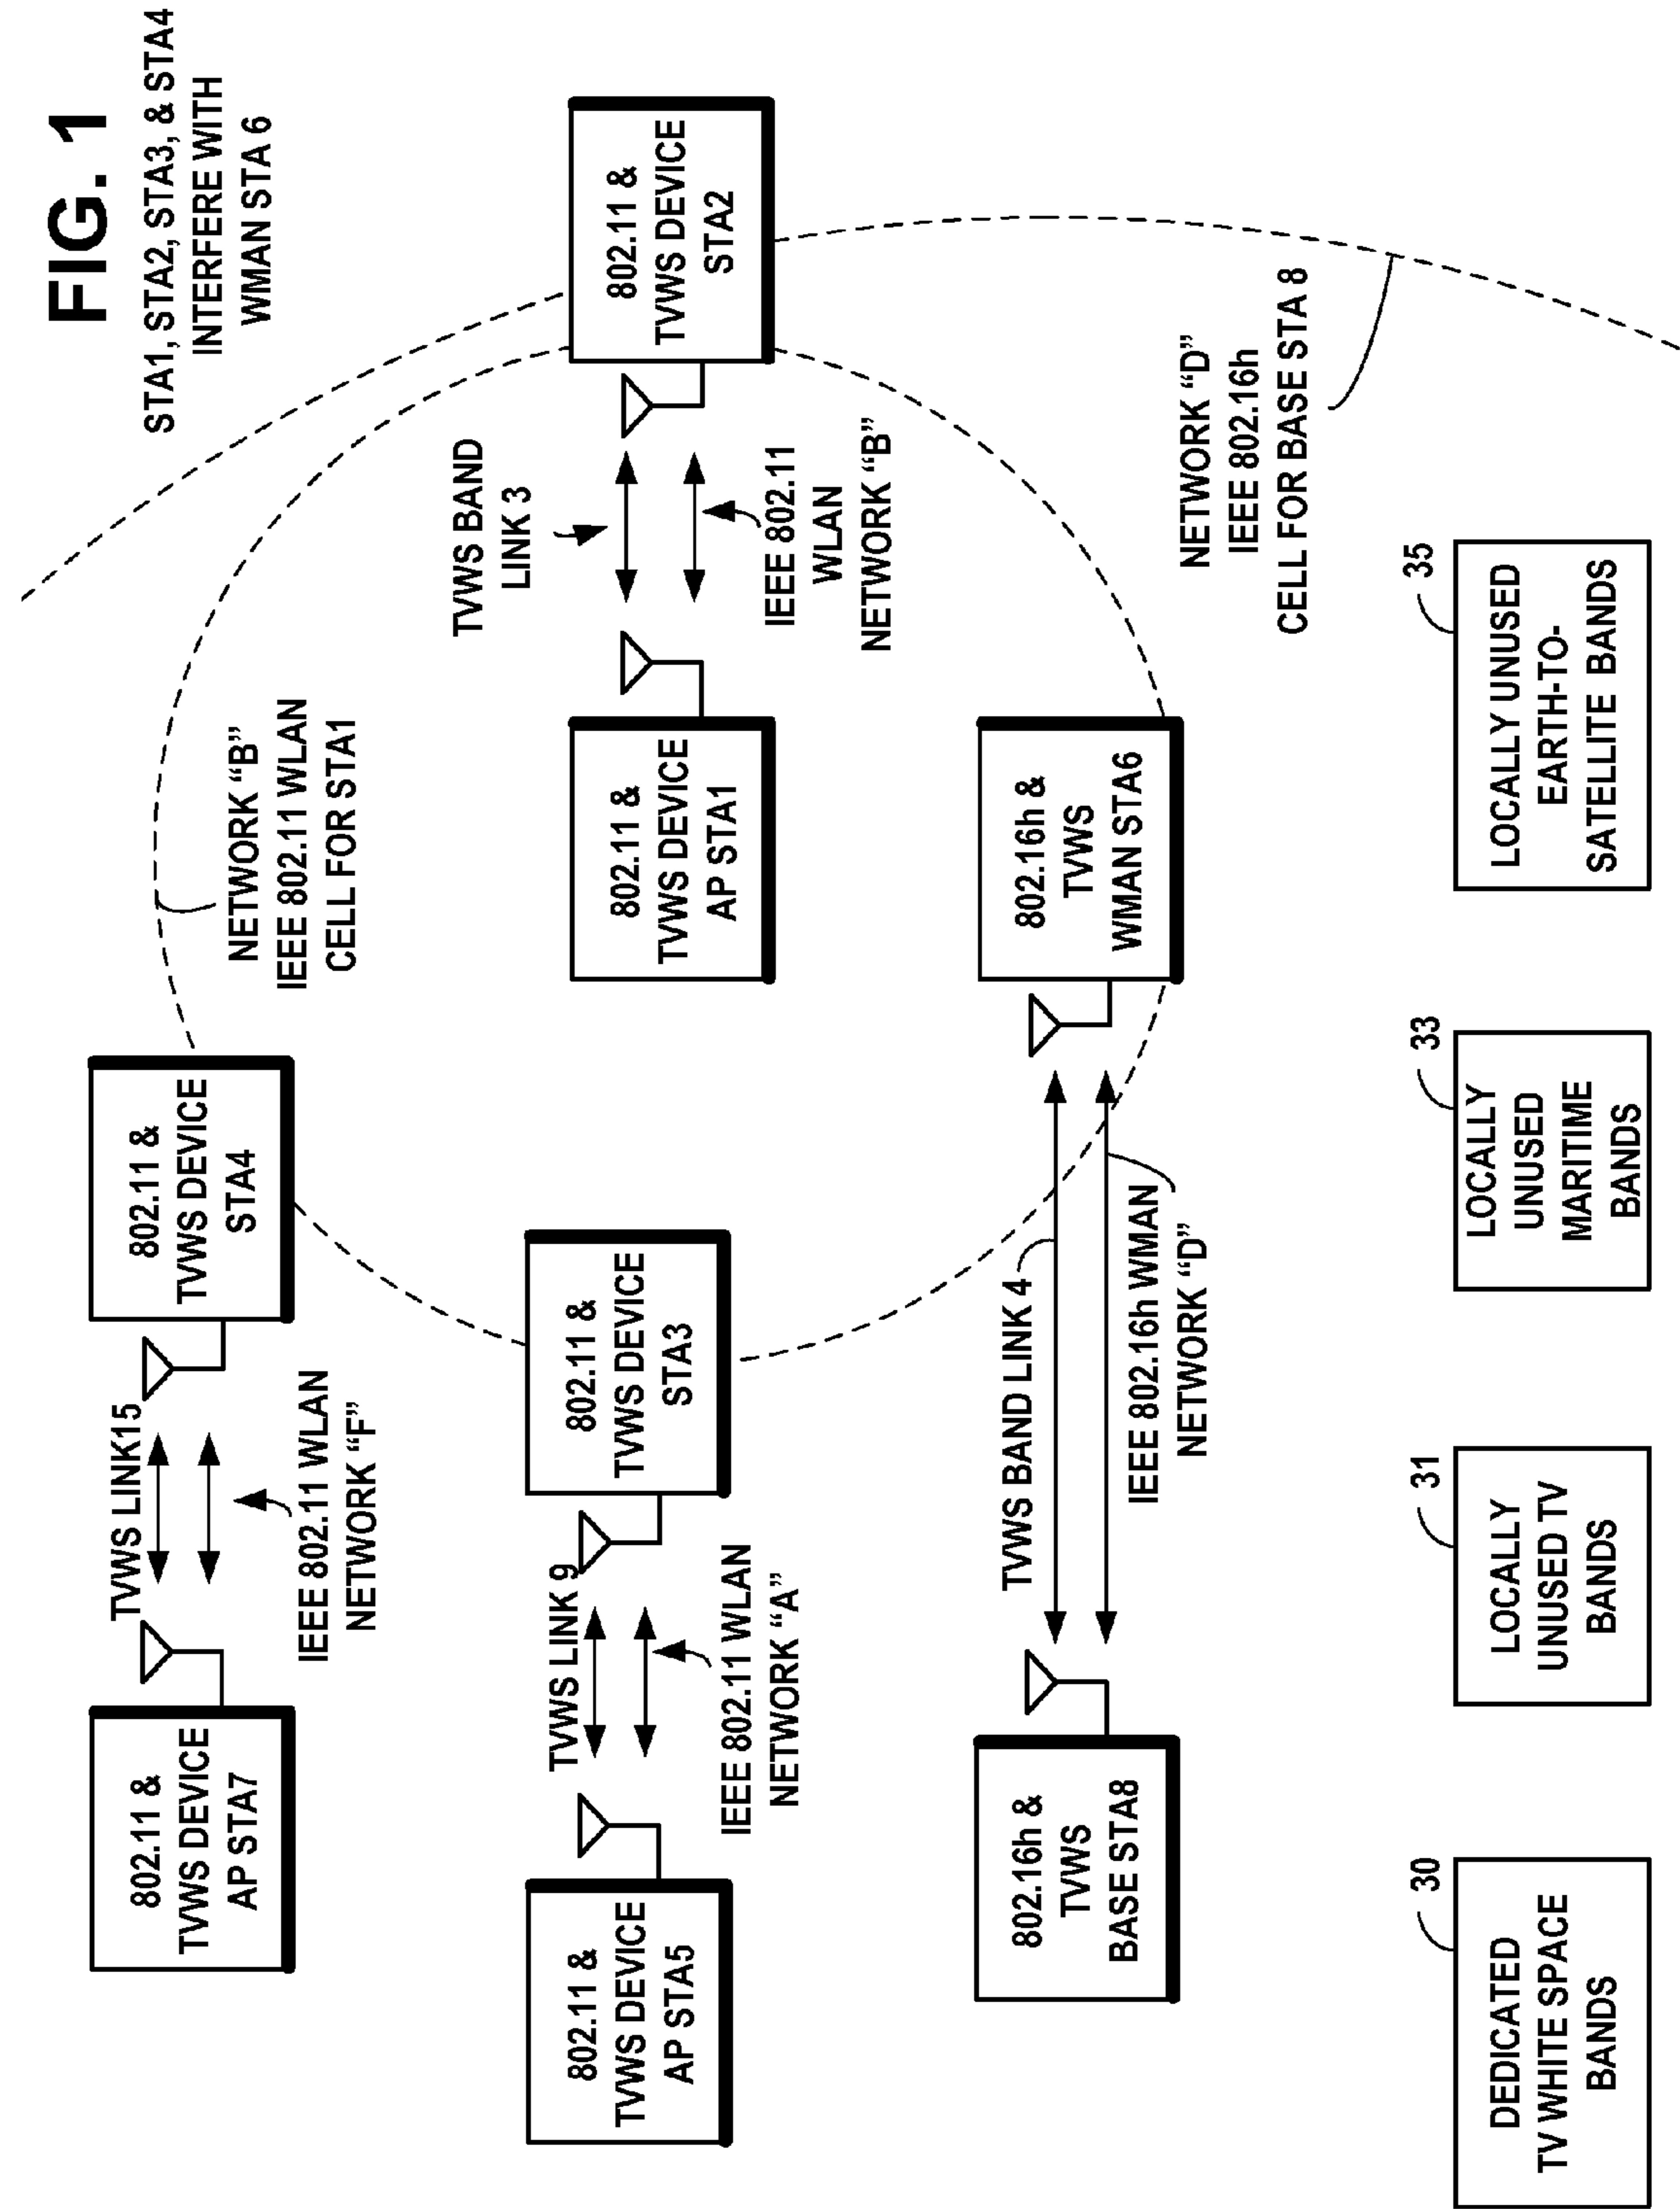 FIG. 1
STA1, STA2, STA3, & STA4
INTERFERE WITH
WMAN STA 6
802.11 &
TVWS DEVICE
AP STA7
TVWS LINK15
IEEE 802.11 WLAN
NETWORK “F”
802.11 &
TVWS DEVICE
STA4
NETWORK “B”
IEEE 802.11 WLAN
CELL FOR STA1
802.11 &
TVWS DEVICE
AP STA5
TVWS LINK 9
IEEE 802.11 WLAN
NETWORK “A”
802.11 &
TVWS DEVICE
STA3
802.11 &
TVWS DEVICE
AP STA1
TVWS BAND
LINK 3
IEEE 802.11
WLAN
NETWORK “B”
802.11 &
TVWS DEVICE
STA2
802.16h &
TVWS
BASE STA8
TVWS BAND LINK 4
IEEE 802.16h WMAN
NETWORK “D”
802.16h &
TVWS
WMAN STA6
NETWORK “D”
IEEE 802.16h
CELL FOR BASE STA 8
30
DEDICATED
TV WHITE SPACE
BANDS
31
LOCALLY
UNUSED TV
BANDS
33
LOCALLY
UNUSED
MARITIME
BANDS
35
LOCALLY UNUSED
EARTH-TO-
SATELLITE BANDS